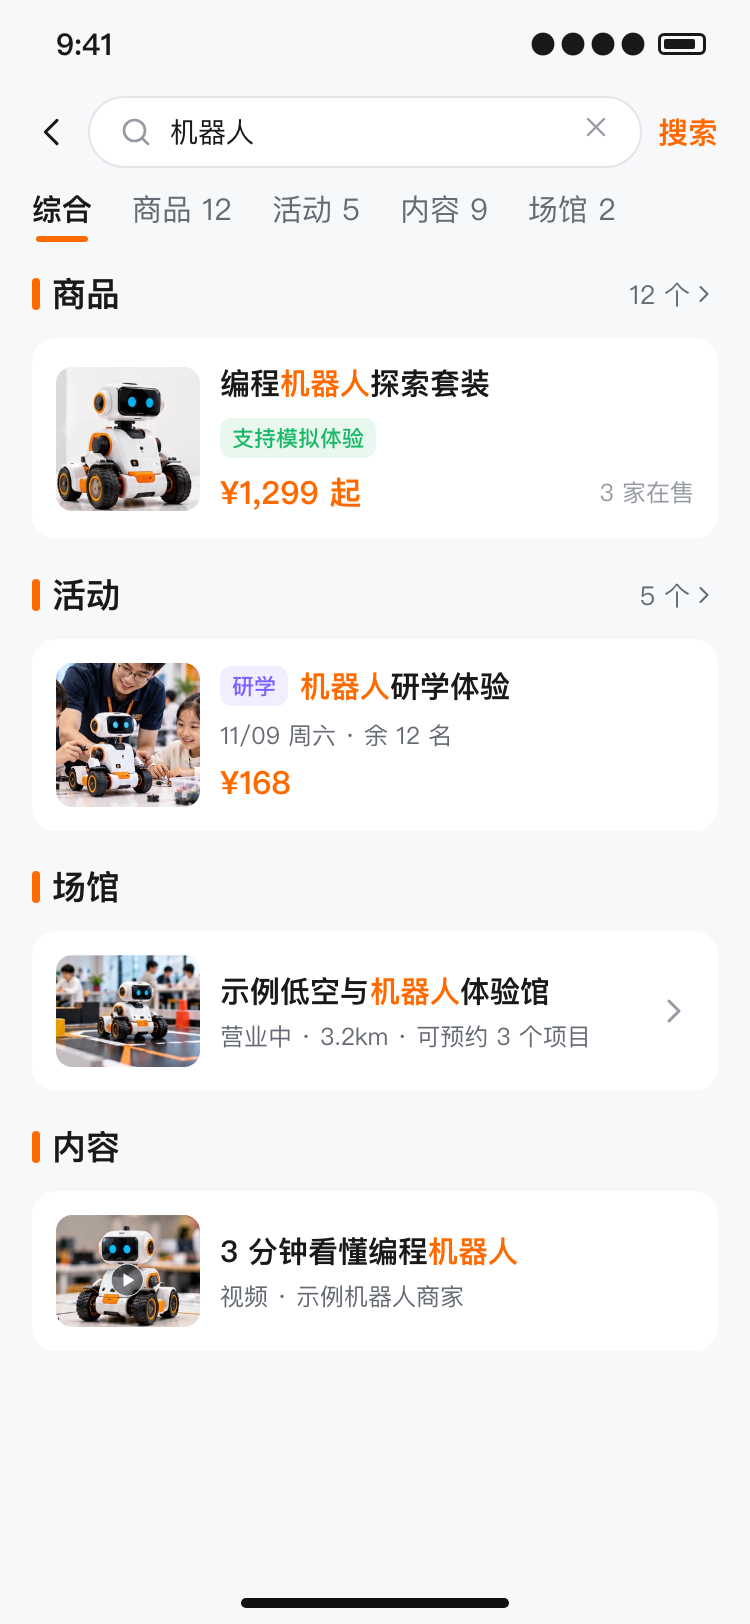 9:41
机器人
搜索
综合 商品 12 活动 5 内容 9 场馆 2
商品
12 个
编程机器人探索套装
支持模拟体验
¥1,299 起
3 家在售
活动
5 个
研学 机器人研学体验
11/09 周六 · 余 12 名
¥168
场馆
示例低空与机器人体验馆
营业中 · 3.2km · 可预约 3 个项目
内容
3 分钟看懂编程机器人
视频 · 示例机器人商家